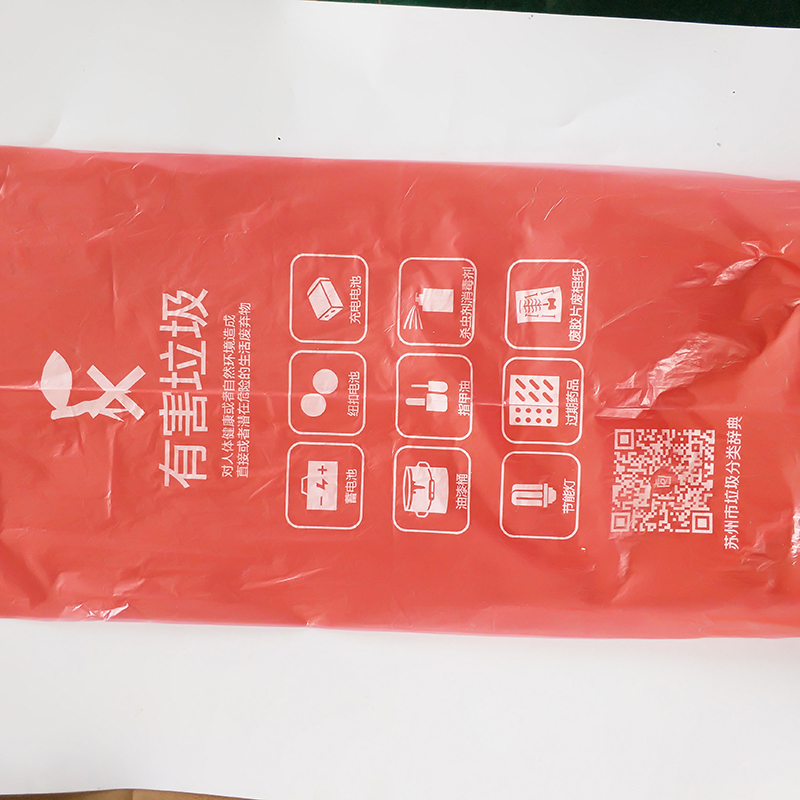 有害垃圾
对人体健康或者自然环境造成
直接或者潜在危险的生活废弃物
蓄电池
纽扣电池
充电电池
油漆桶
指甲油
杀虫剂消毒剂
节能灯
过期药品
废胶片废相纸
苏州市垃圾分类辞典